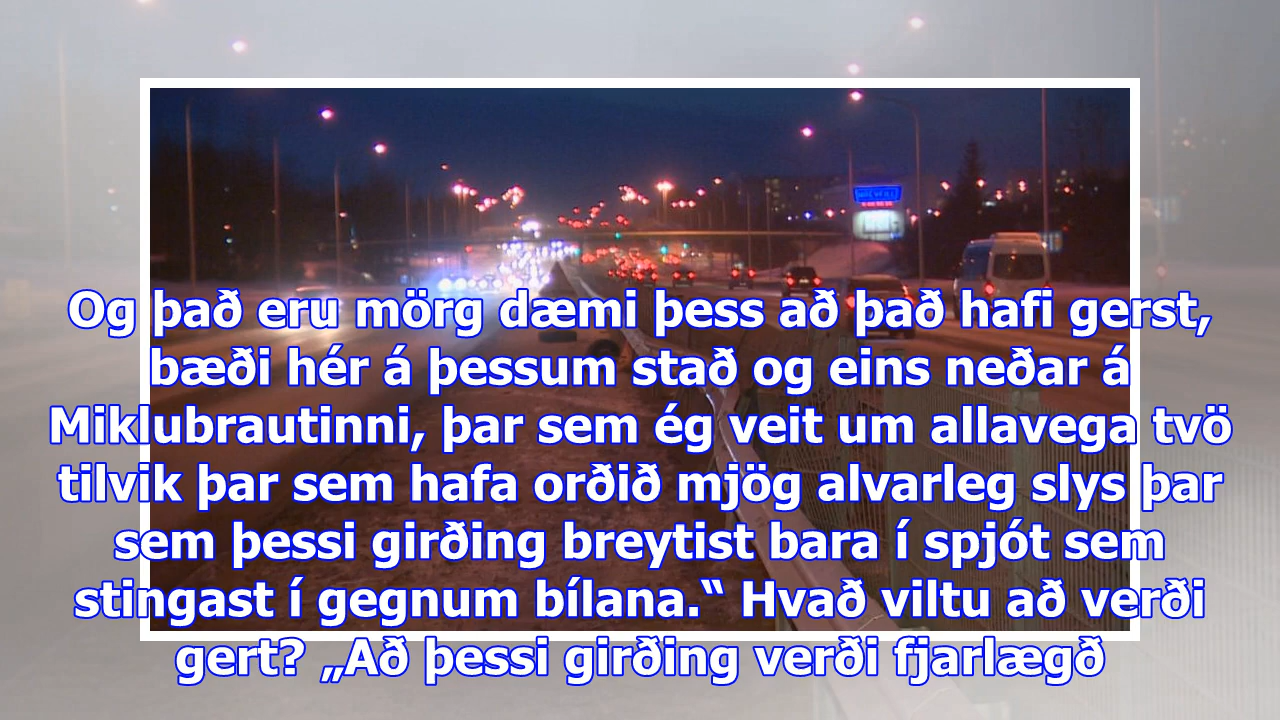 Og það eru mörg dæmi þess að það hafi gerst,
bæði hér á þessum stað og eins neðar á
Miklubrautinni, þar sem ég veit um allavega tvö
tilvik þar sem hafa orðið mjög alvarleg slys þar
sem þessi girðing breytist bara í spjót sem
stingast í gegnum bílana.“ Hvað viltu að verði
gert? „Að þessi girðing verði fjarlægð